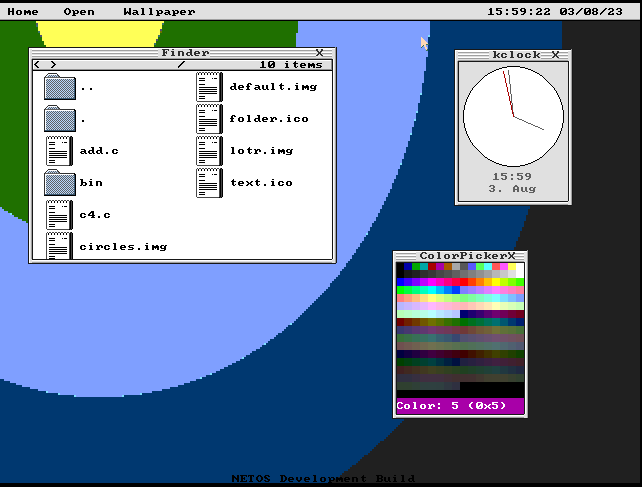 Home Open Wallpaper 15:59:22 03/08/23
Finder X
< > / 10 items
..
.
add.c
bin
c4.c
circles.img
default.img
folder.ico
lotr.img
text.ico
kclock X
15:59
3. Aug
ColorPickerX
Color: 5 (0x5)
NETOS Development Build